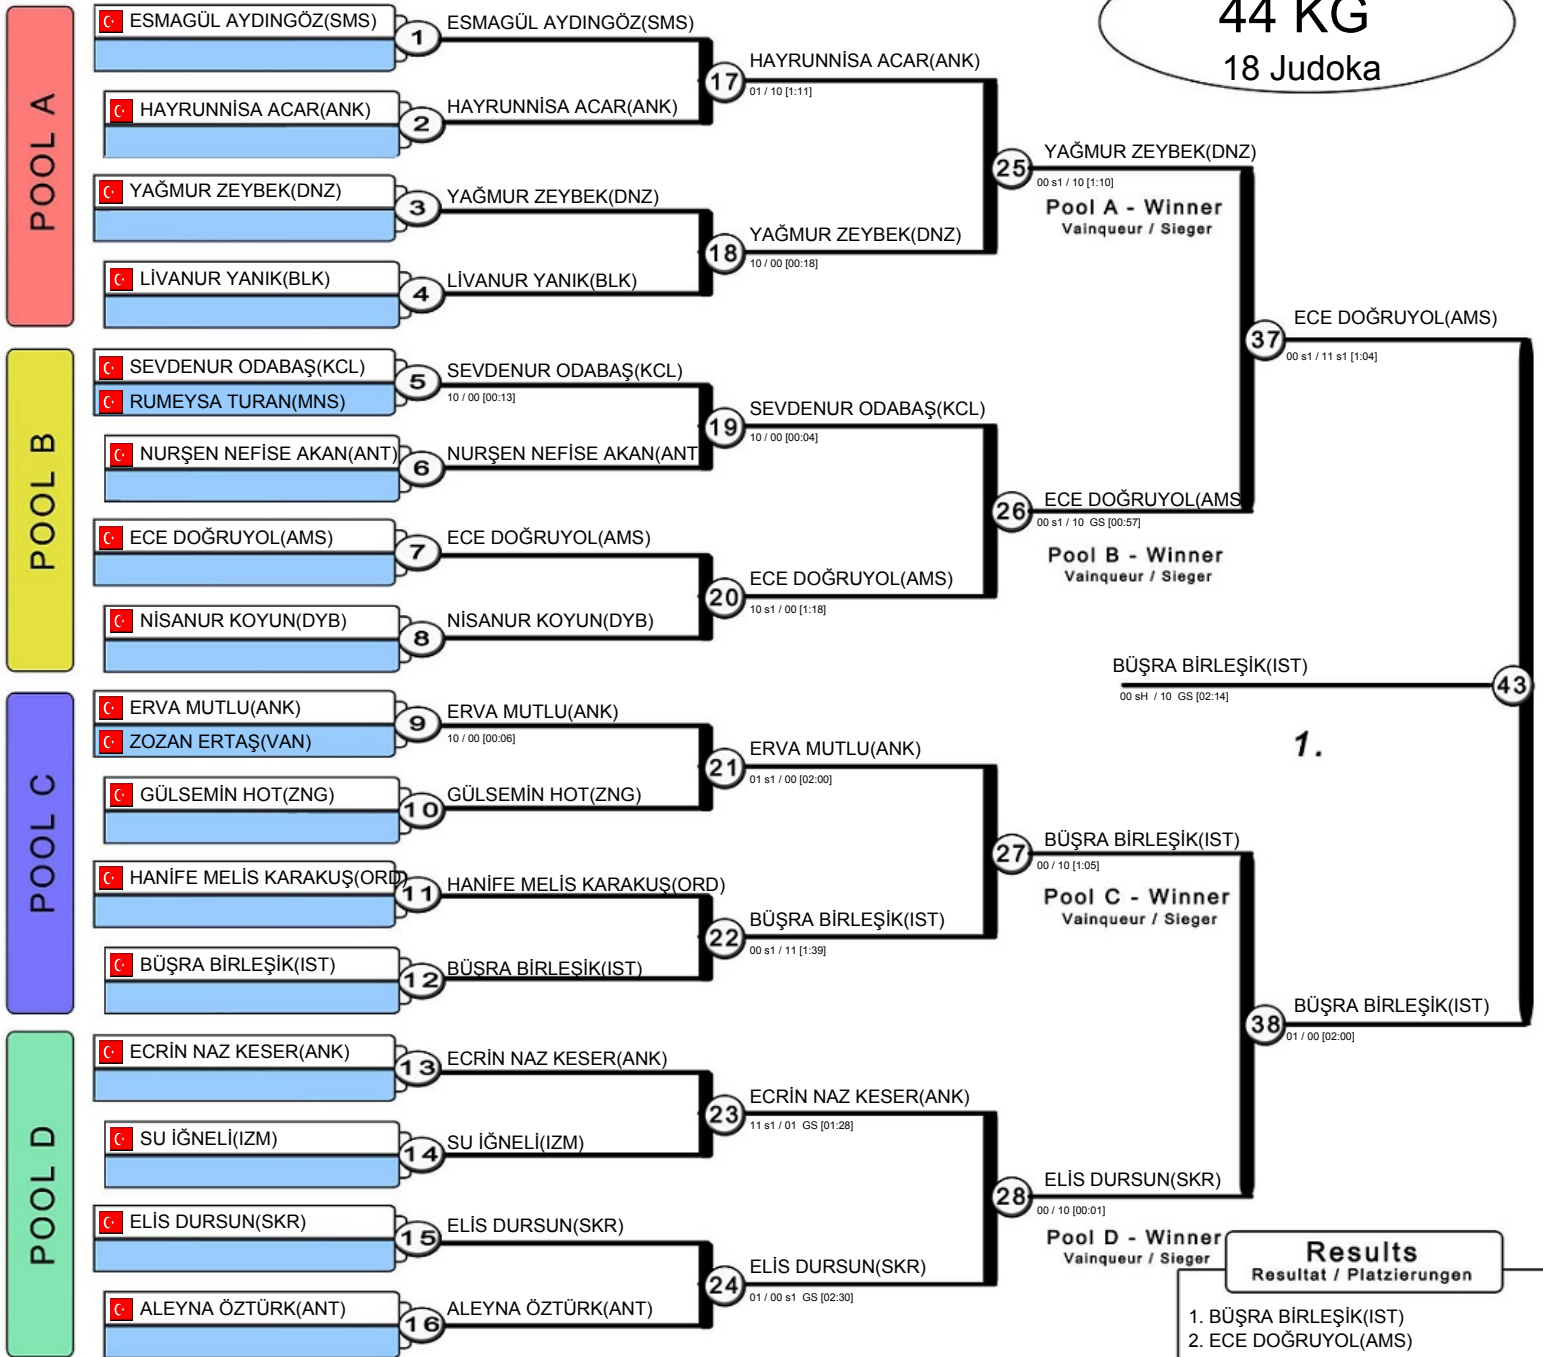 44 KG
18 Judoka
POOL A
ESMAGÜL AYDINGÖZ(SMS)
1
HAYRUNNİSA ACAR(ANK)
2
YAĞMUR ZEYBEK(DNZ)
3
LİVANUR YANIK(BLK)
4
POOL B
SEVDENUR ODABAŞ(KCL)
RUMEYSA TURAN(MNS)
5
NURŞEN NEFİSE AKAN(ANT)
6
ECE DOĞRUYOL(AMS)
7
NİSANUR KOYUN(DYB)
8
POOL C
ERVA MUTLU(ANK)
ZOZAN ERTAŞ(VAN)
9
GÜLSEMİN HOT(ZNG)
10
HANİFE MELİS KARAKUŞ(ORD)
11
BÜŞRA BİRLEŞİK(IST)
12
POOL D
ECRİN NAZ KESER(ANK)
13
SU İĞNELİ(IZM)
14
ELİS DURSUN(SKR)
15
ALEYNA ÖZTÜRK(ANT)
16
ESMAGÜL AYDINGÖZ(SMS)
HAYRUNNİSA ACAR(ANK)
17
YAĞMUR ZEYBEK(DNZ)
LİVANUR YANIK(BLK)
18
SEVDENUR ODABAŞ(KCL)
10 / 00 [00:13]
NURŞEN NEFİSE AKAN(ANT
19
ECE DOĞRUYOL(AMS)
NİSANUR KOYUN(DYB)
20
ERVA MUTLU(ANK)
10 / 00 [00:06]
GÜLSEMİN HOT(ZNG)
21
HANİFE MELİS KARAKUŞ(ORD)
BÜŞRA BİRLEŞİK(IST)
22
ECRİN NAZ KESER(ANK)
SU İĞNELİ(IZM)
23
ELİS DURSUN(SKR)
ALEYNA ÖZTÜRK(ANT)
24
HAYRUNNİSA ACAR(ANK)
01 / 10 [1:11]
YAĞMUR ZEYBEK(DNZ)
10 / 00 [00:18]
25
SEVDENUR ODABAŞ(KCL)
10 / 00 [00:04]
ECE DOĞRUYOL(AMS)
10 s1 / 00 [1:18]
26
ERVA MUTLU(ANK)
01 s1 / 00 [02:00]
BÜŞRA BİRLEŞİK(IST)
00 s1 / 11 [1:39]
27
ECRİN NAZ KESER(ANK)
11 s1 / 01 GS [01:28]
ELİS DURSUN(SKR)
01 / 00 s1 GS [02:30]
28
YAĞMUR ZEYBEK(DNZ)
00 s1 / 10 [1:10]
Pool A - Winner
Vainqueur / Sieger
ECE DOĞRUYOL(AMS
00 s1 / 10 GS [00:57]
Pool B - Winner
Vainqueur / Sieger
37
BÜŞRA BİRLEŞİK(IST)
00 / 10 [1:05]
Pool C - Winner
Vainqueur / Sieger
ELİS DURSUN(SKR)
00 / 10 [00:01]
Pool D - Winner
Vainqueur / Sieger
38
ECE DOĞRUYOL(AMS)
00 s1 / 11 s1 [1:04]
BÜŞRA BİRLEŞİK(IST)
01 / 00 [02:00]
BÜŞRA BİRLEŞİK(IST)
00 sH / 10 GS [02:14]
43
1.
Results
Resultat / Platzierungen
1. BÜŞRA BİRLEŞİK(IST)
2. ECE DOĞRUYOL(AMS)